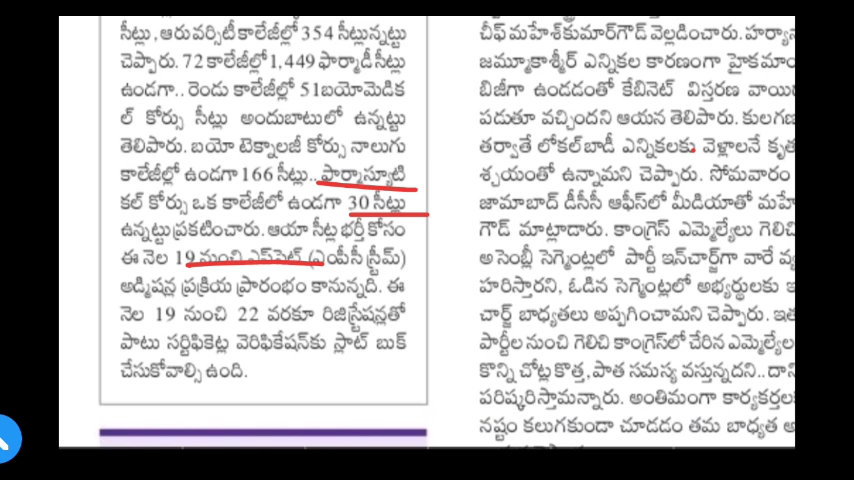 సీట్లు, ఆరు వర్సిటీ కాలేజీల్లో 354 సీట్లున్నట్టు
చెప్పారు. 72 కాలేజీల్లో 1,449 ఫార్మాడీ సీట్లు
ఉండగా.. రెండు కాలేజీల్లో 51 బయోమెడిక
ల్ కోర్సు సీట్లు అందుబాటులో ఉన్నట్టు
తెలిపారు. బయో టెక్నాలజీ కోర్సు నాలుగు
కాలేజీల్లో ఉండగా 166 సీట్లు.. ఫార్మాస్యూటి
కల్ కోర్సు ఒక కాలేజీలో ఉండగా 30 సీట్లు
ఉన్నట్టు ప్రకటించారు. ఆయా సీట్ల భర్తీ కోసం
ఈ నెల 19 నుంచి ఎప్‌సెట్ (ఎంపీసీ స్ట్రీమ్)
అడ్మిషన్ల ప్రక్రియ ప్రారంభం కానున్నది. ఈ
నెల 19 నుంచి 22 వరకూ రిజిస్ట్రేషన్లతో
పాటు సర్టిఫికెట్ల వెరిఫికేషన్‌కు స్లాట్ బుక్
చేసుకోవాల్సి ఉంది.
చీఫ్ మహేశ్ కుమార్ గౌడ్ వెల్లడించారు. హర్యా
జమ్మూకాశ్మీర్ ఎన్నికల కారణంగా హైకమాం
బిజీగా ఉండడంతో కేబినెట్ విస్తరణ వాయి
పడుతూ వచ్చిందని ఆయన తెలిపారు. కులగణ
తర్వాతే లోకల్ బాడీ ఎన్నికలకు వెళ్లాలనే కృత
శ్చయంతో ఉన్నామని చెప్పారు. సోమవారం
జామాబాద్ డీసీసీ ఆఫీస్‌లో మీడియాతో మహే
గౌడ్ మాట్లాడారు. కాంగ్రెస్ ఎమ్మెల్యేలు గెలిచి
అసెంబ్లీ సెగ్మెంట్లలో పార్టీ ఇన్‌చార్జ్‌గా వారే వ్య
హరిస్తారని, ఓడిన సెగ్మెంట్లలో అభ్యర్థులకు ఇ
చార్జ్ బాధ్యతలు అప్పగించామని చెప్పారు. ఇత
పార్టీల నుంచి గెలిచి కాంగ్రెస్‌లో చేరిన ఎమ్మెల్యేల
కొన్ని చోట్ల కొత్త, పాత సమస్య వస్తున్నదని.. దాని
పరిష్కరిస్తామన్నారు. అంతిమంగా కార్యకర్తలక
నష్టం కలుగకుండా చూడడం తమ బాధ్యత అ